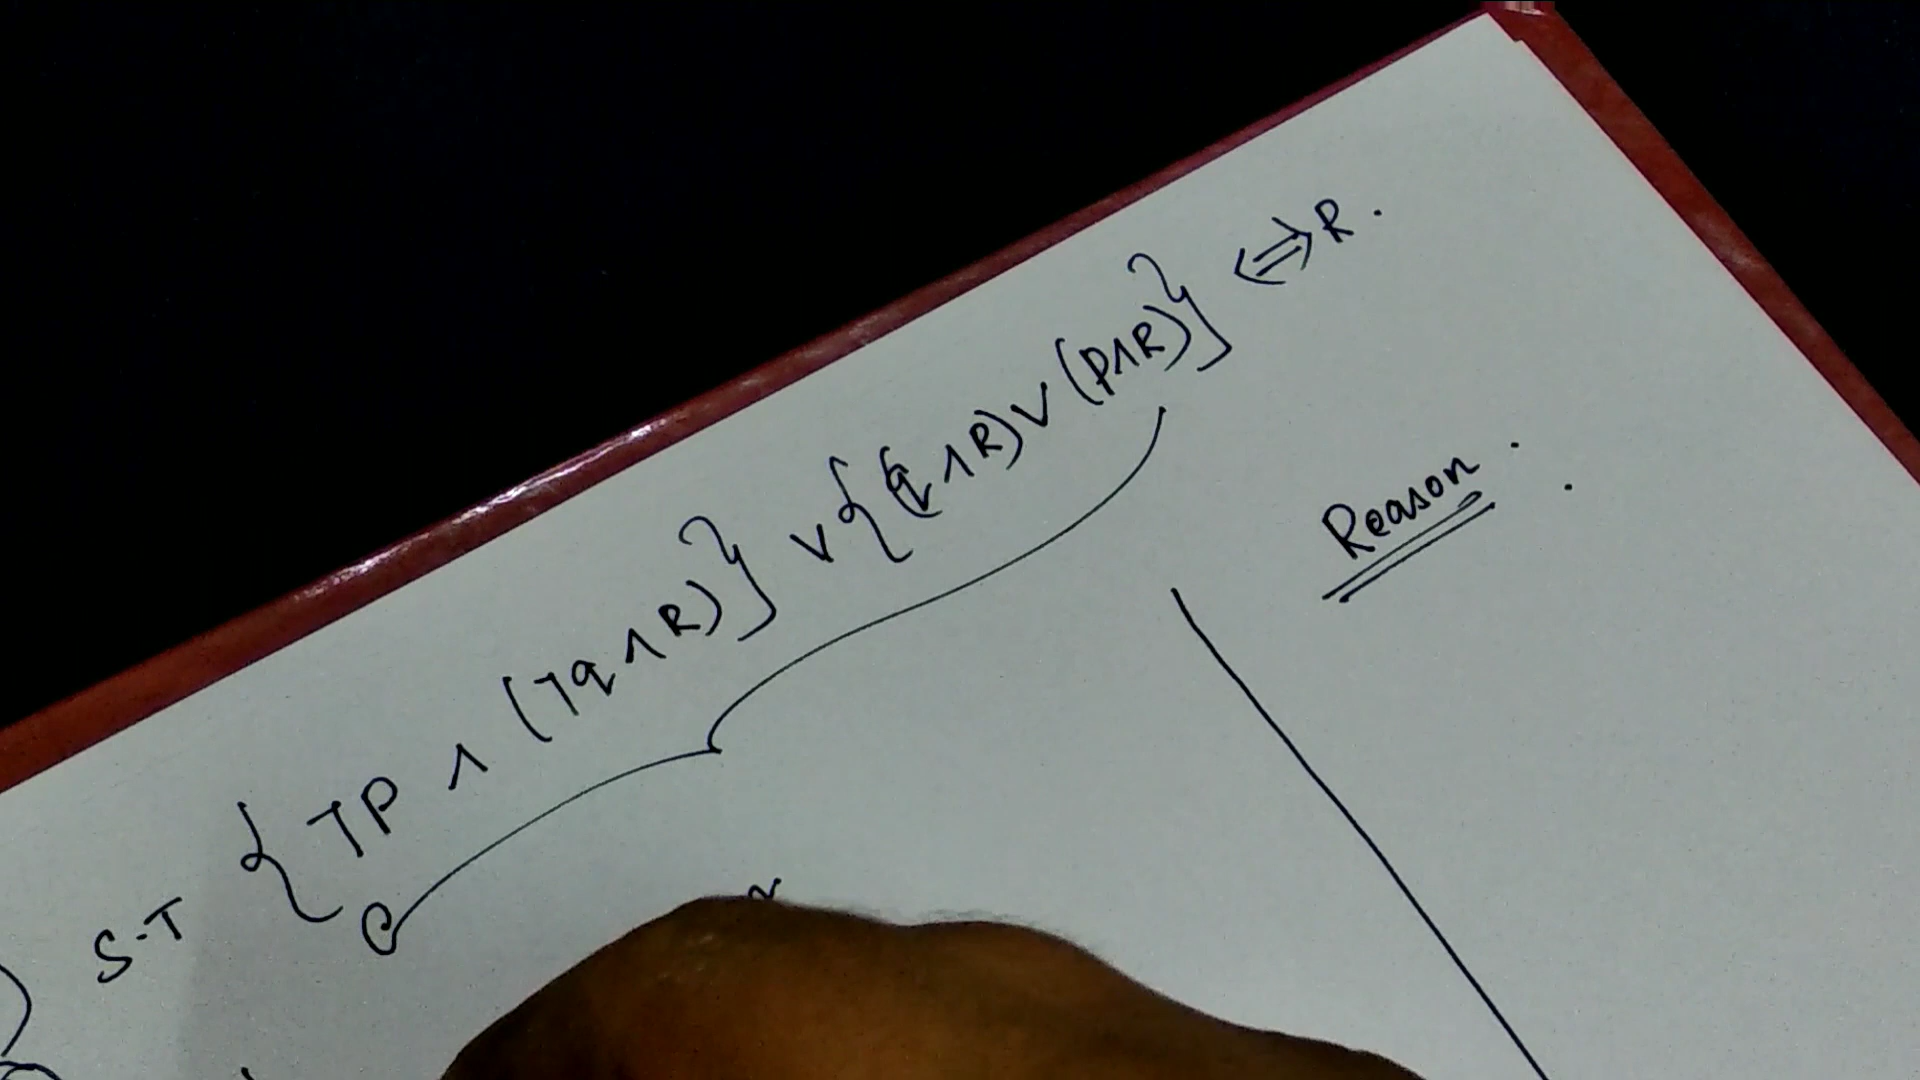 S.T {¬P ∧ (¬q ∧ R)} ∨ {(q ∧ R) ∨ (P ∧ R)} ⇔ R.
Reason